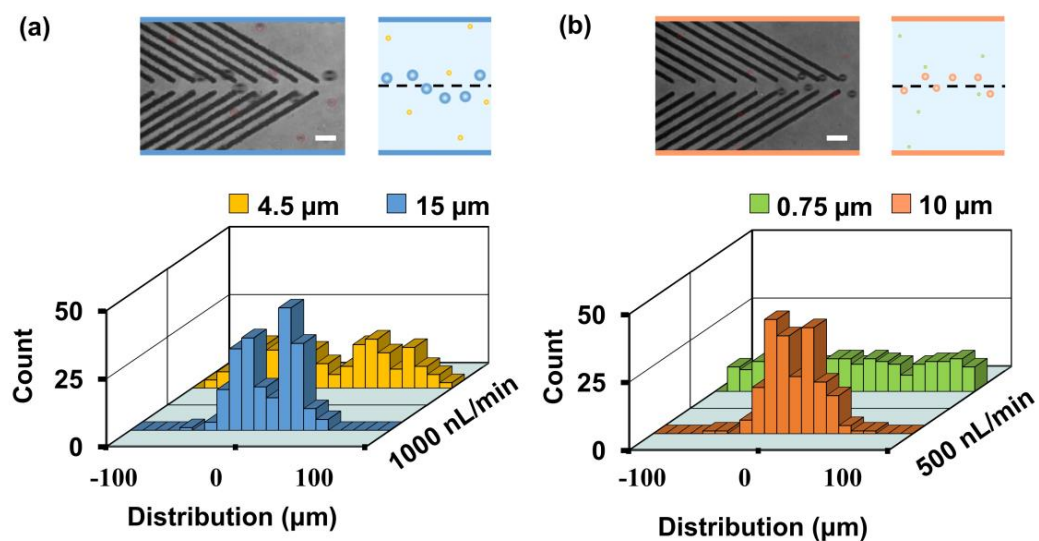 (a)
4.5 µm 15 µm
50
25
0
Count
-100 0 100
Distribution (µm)
1000 nL/min
(b)
0.75 µm 10 µm
50
25
0
Count
-100 0 100
Distribution (µm)
500 nL/min